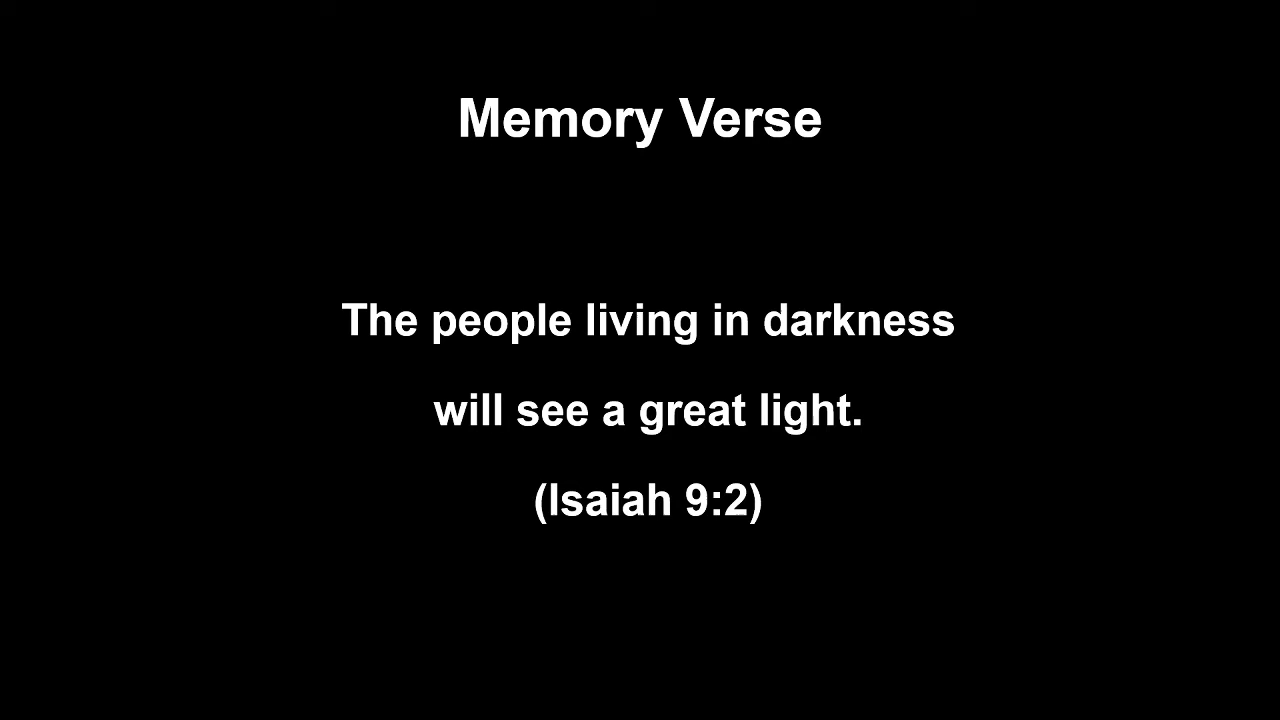 Memory Verse
The people living in darkness
will see a great light.
(Isaiah 9:2)